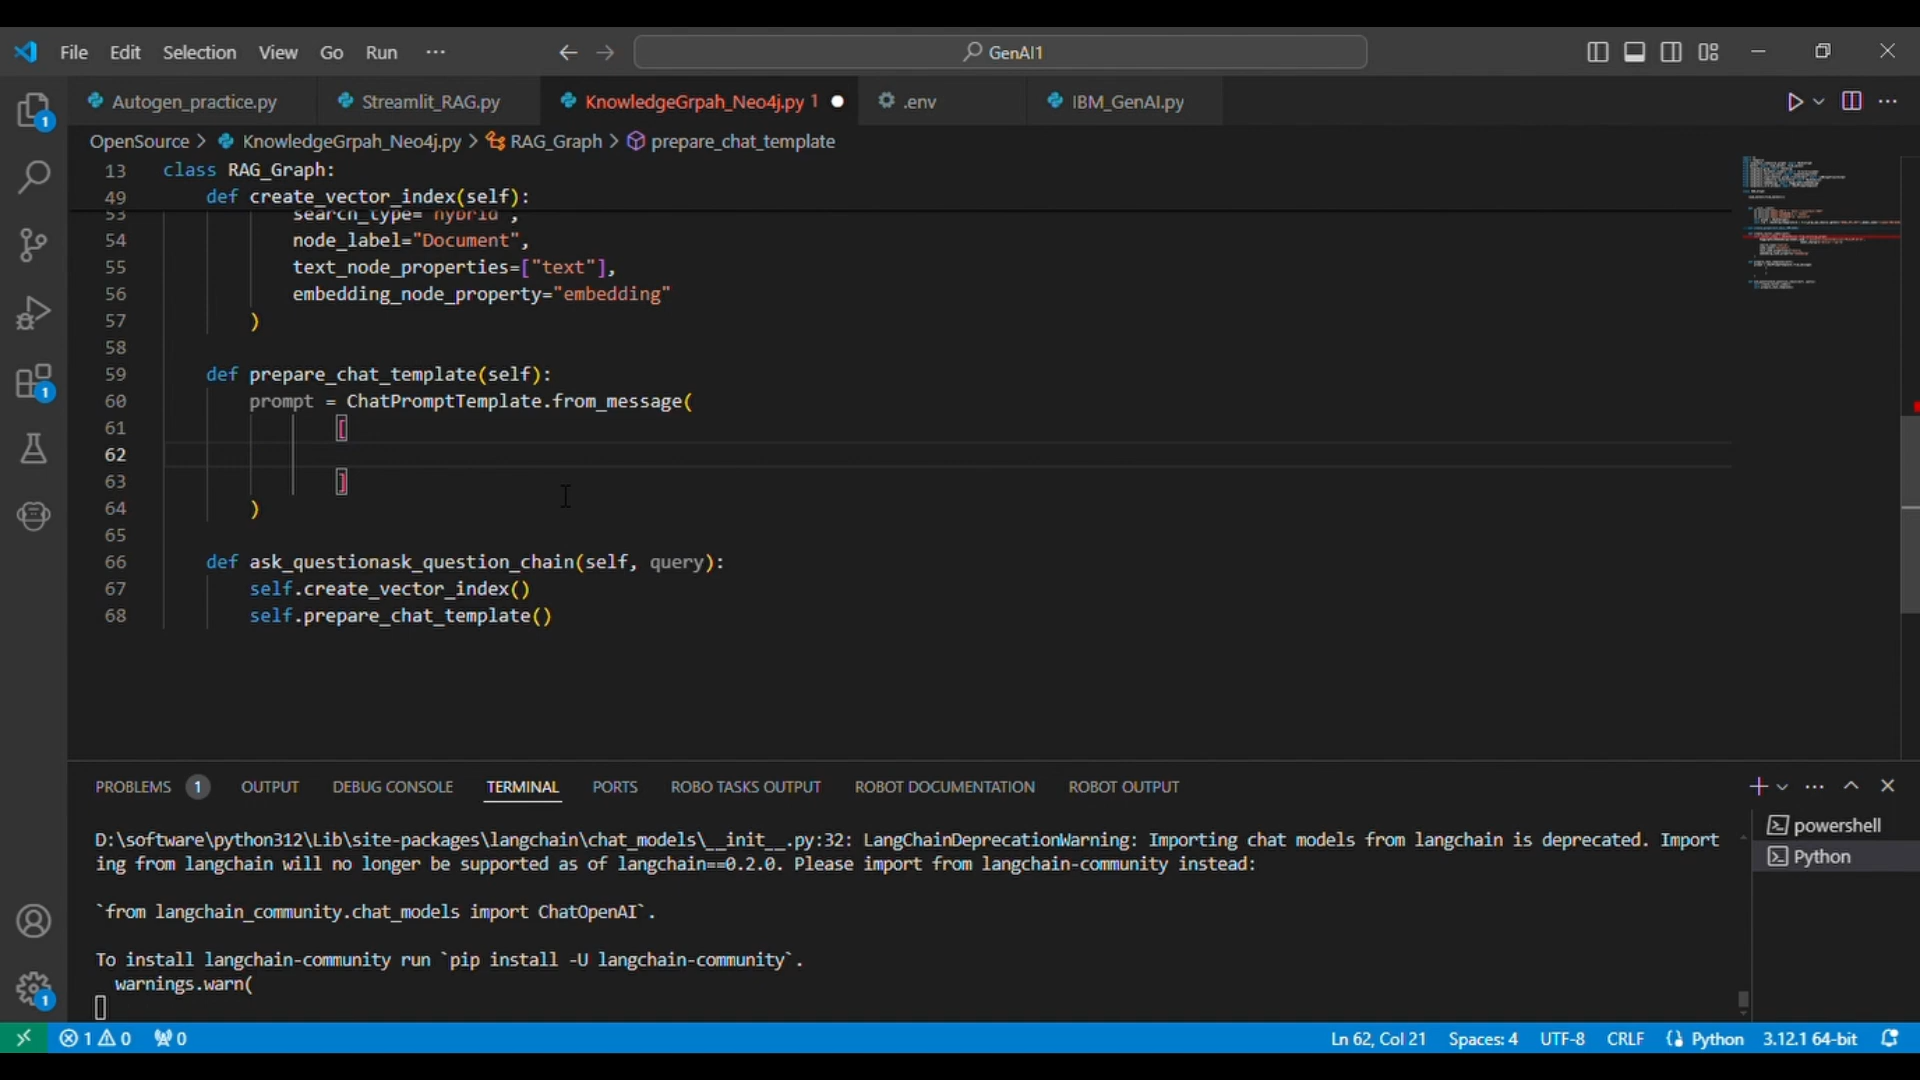 File Edit Selection View Go Run ··· GenAI1
Autogen_practice.py Streamlit_RAG.py KnowledgeGrpah_Neo4j.py 1 .env IBM_GenAI.py
OpenSource > KnowledgeGrpah_Neo4j.py > RAG_Graph > prepare_chat_template
13 class RAG_Graph:
49 def create_vector_index(self):
53 search_type="hybrid",
54 node_label="Document",
55 text_node_properties=["text"],
56 embedding_node_property="embedding"
57 )
58
59 def prepare_chat_template(self):
60 prompt = ChatPromptTemplate.from_message(
61 [
62
63 ]
64 )
65
66 def ask_questionask_question_chain(self, query):
67 self.create_vector_index()
68 self.prepare_chat_template()
PROBLEMS 1 OUTPUT DEBUG CONSOLE TERMINAL PORTS ROBO TASKS OUTPUT ROBOT DOCUMENTATION ROBOT OUTPUT
D:\software\python312\Lib\site-packages\langchain\chat_models\__init__.py:32: LangChainDeprecationWarning: Importing chat models from langchain is deprecated. Import
ing from langchain will no longer be supported as of langchain==0.2.0. Please import from langchain-community instead:
`from langchain_community.chat_models import ChatOpenAI`.
To install langchain-community run `pip install -U langchain-community`.
warnings.warn(
powershell
Python
1
1
1
1 0 0 Ln 62, Col 21 Spaces: 4 UTF-8 CRLF Python 3.12.1 64-bit